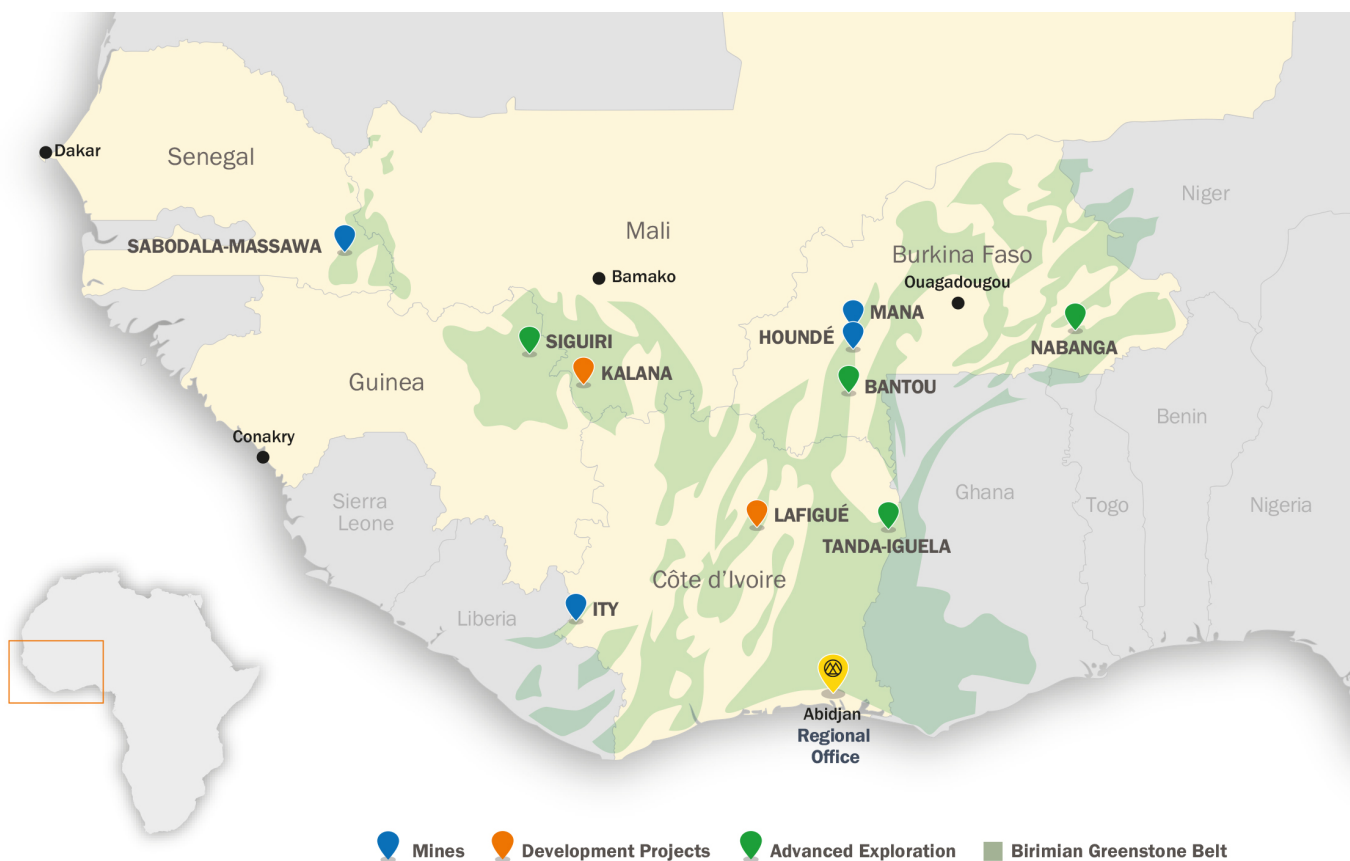 Dakar
Senegal
Niger
SABODALA-MASSAWA
Mali
Burkina Faso
Bamako
Ouagadougou
MANA
HOUNDÉ
SIGUIRI
NABANGA
KALANA
Guinea
BANTOU
Benin
Conakry
Sierra
Leone
Ghana
Togo
Nigeria
LAFIGUÉ
TANDA-IGUELA
Côte d'Ivoire
ITY
Liberia
Abidjan
Regional
Office
Mines
Development Projects
Advanced Exploration
Birimian Greenstone Belt